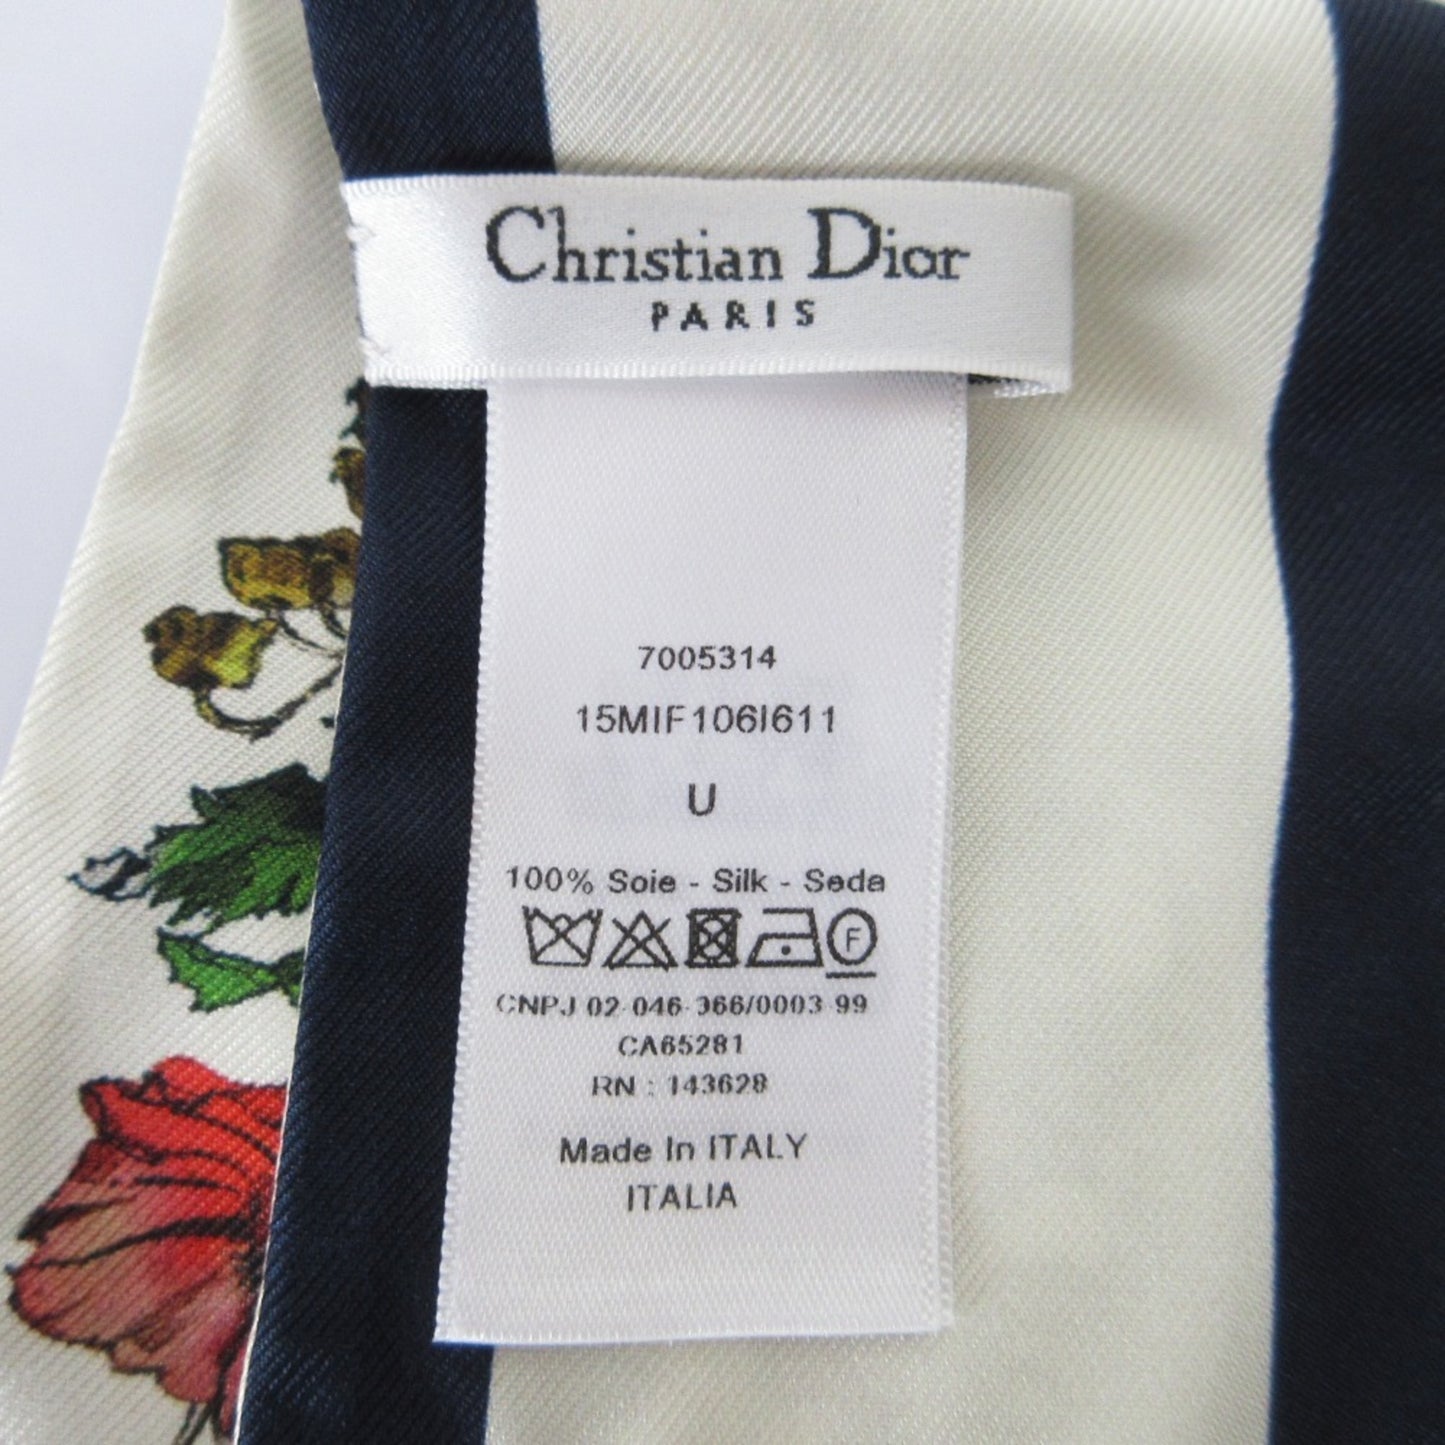 Christian Dior
PARIS
7005314
15MIF106I611
U
100% Soie - Silk - Seda
F
CNPJ 02-046-366/0003-99
CA65281
RN : 143628
Made In ITALY
ITALIA